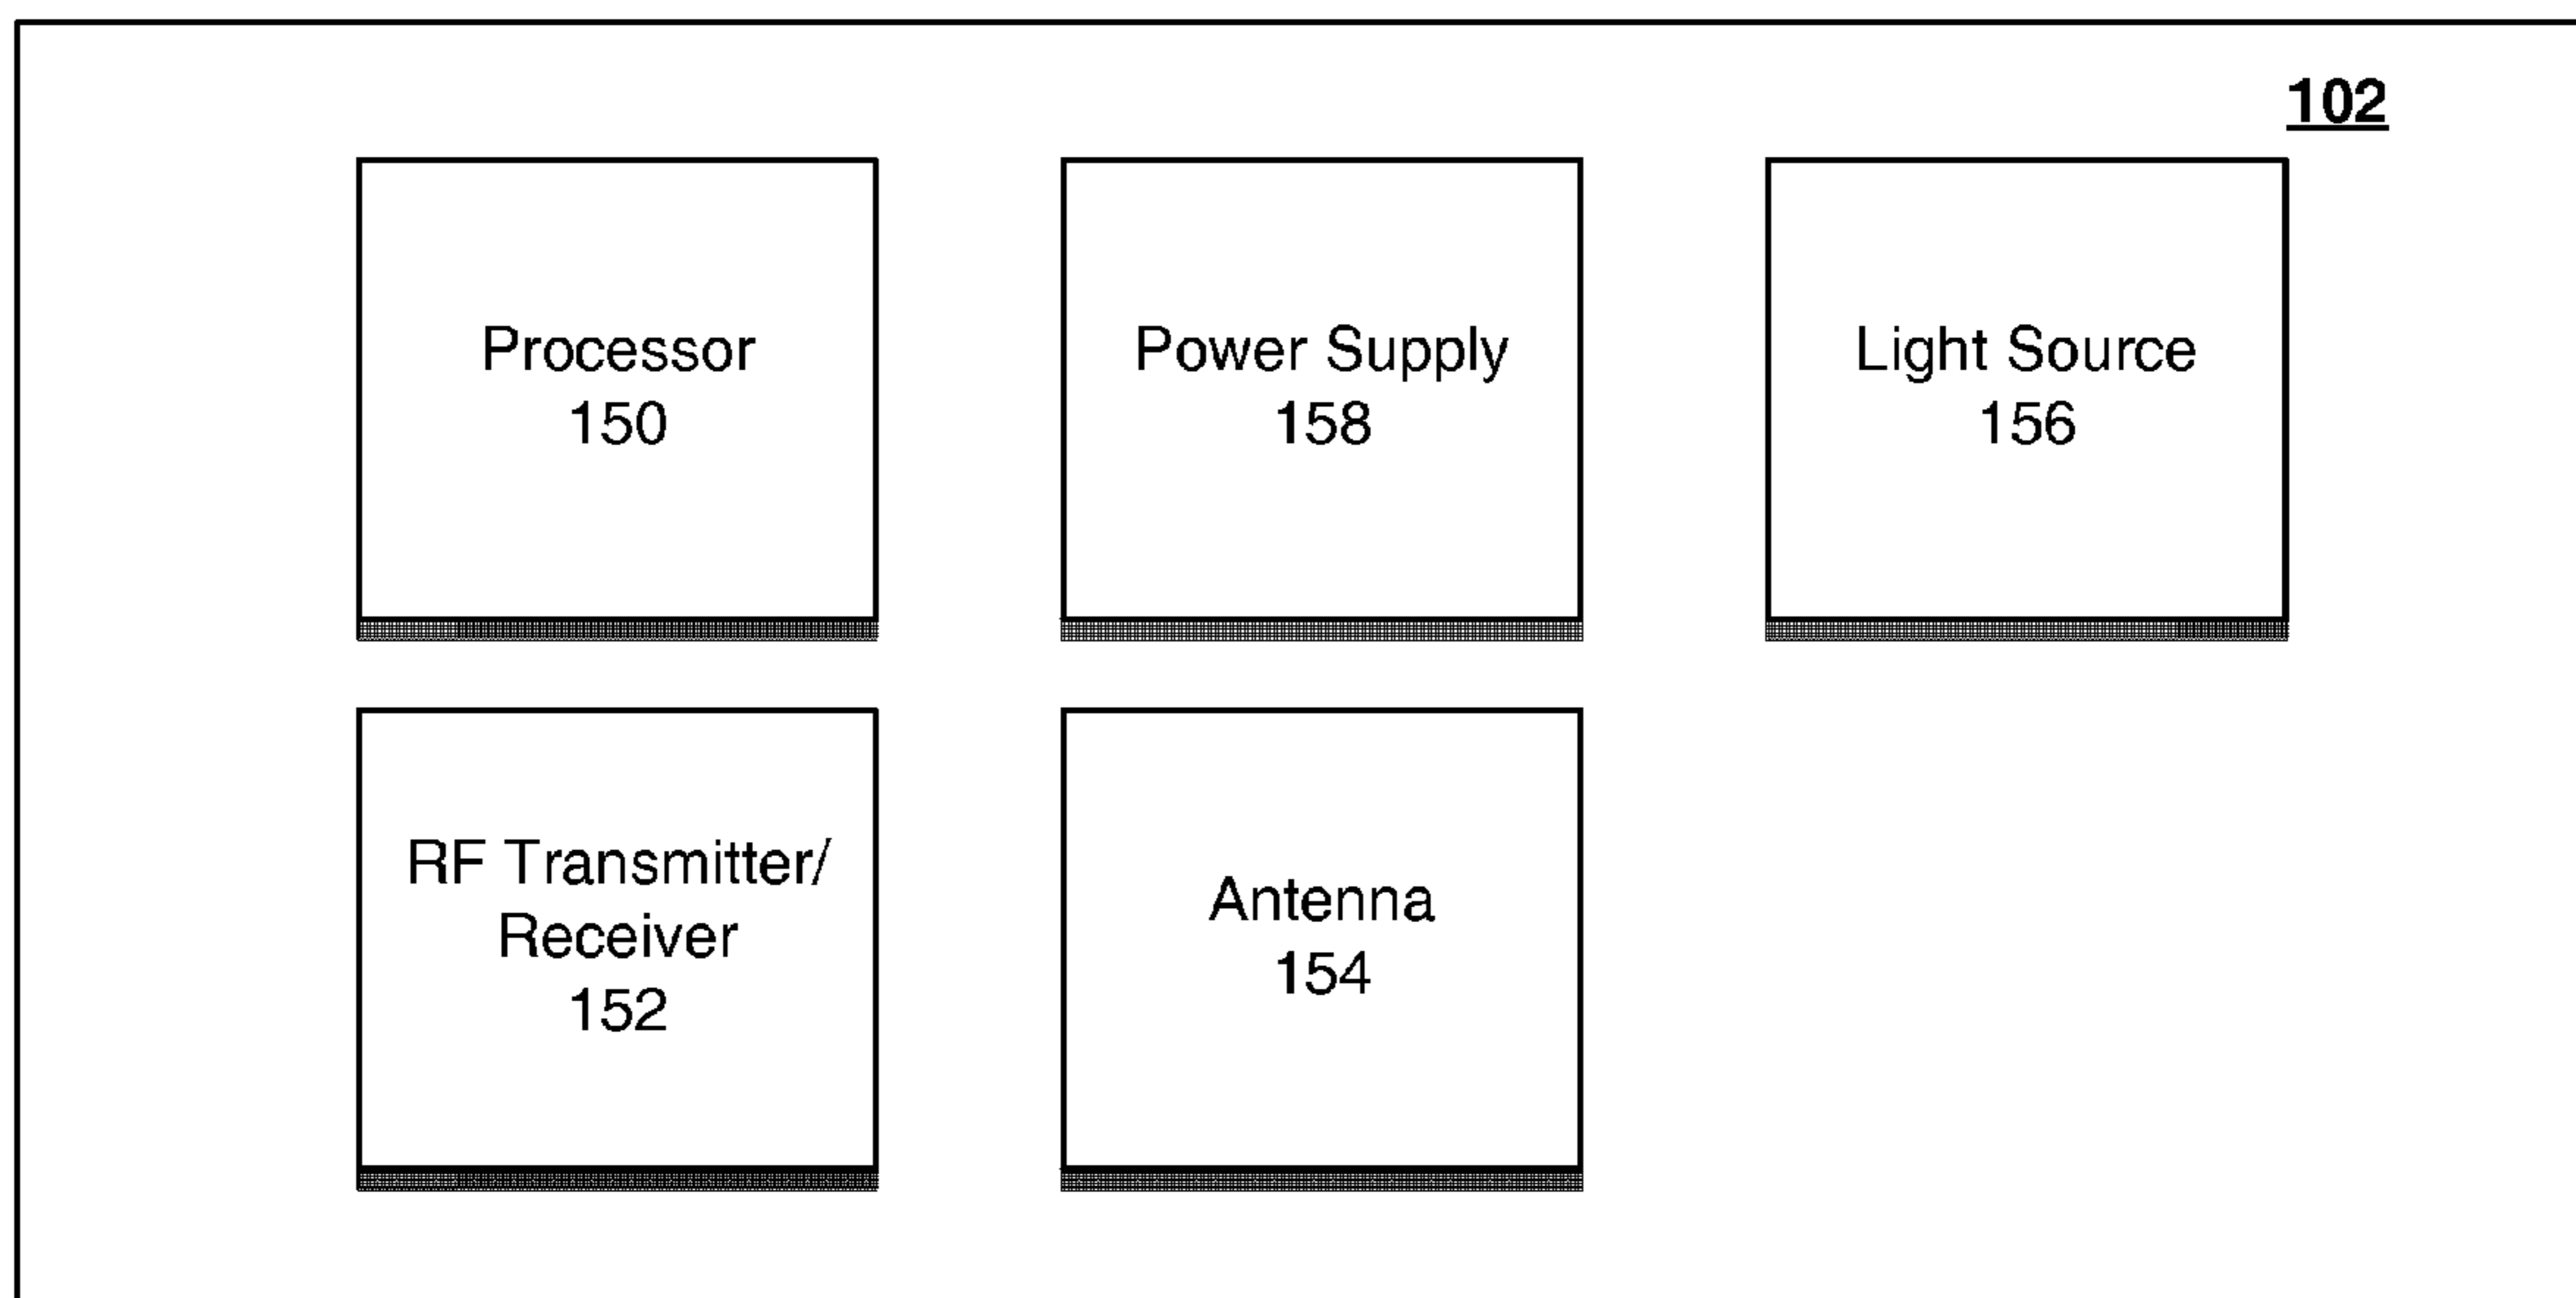 102
Processor
150
Power Supply
158
Light Source
156
RF Transmitter/
Receiver
152
Antenna
154